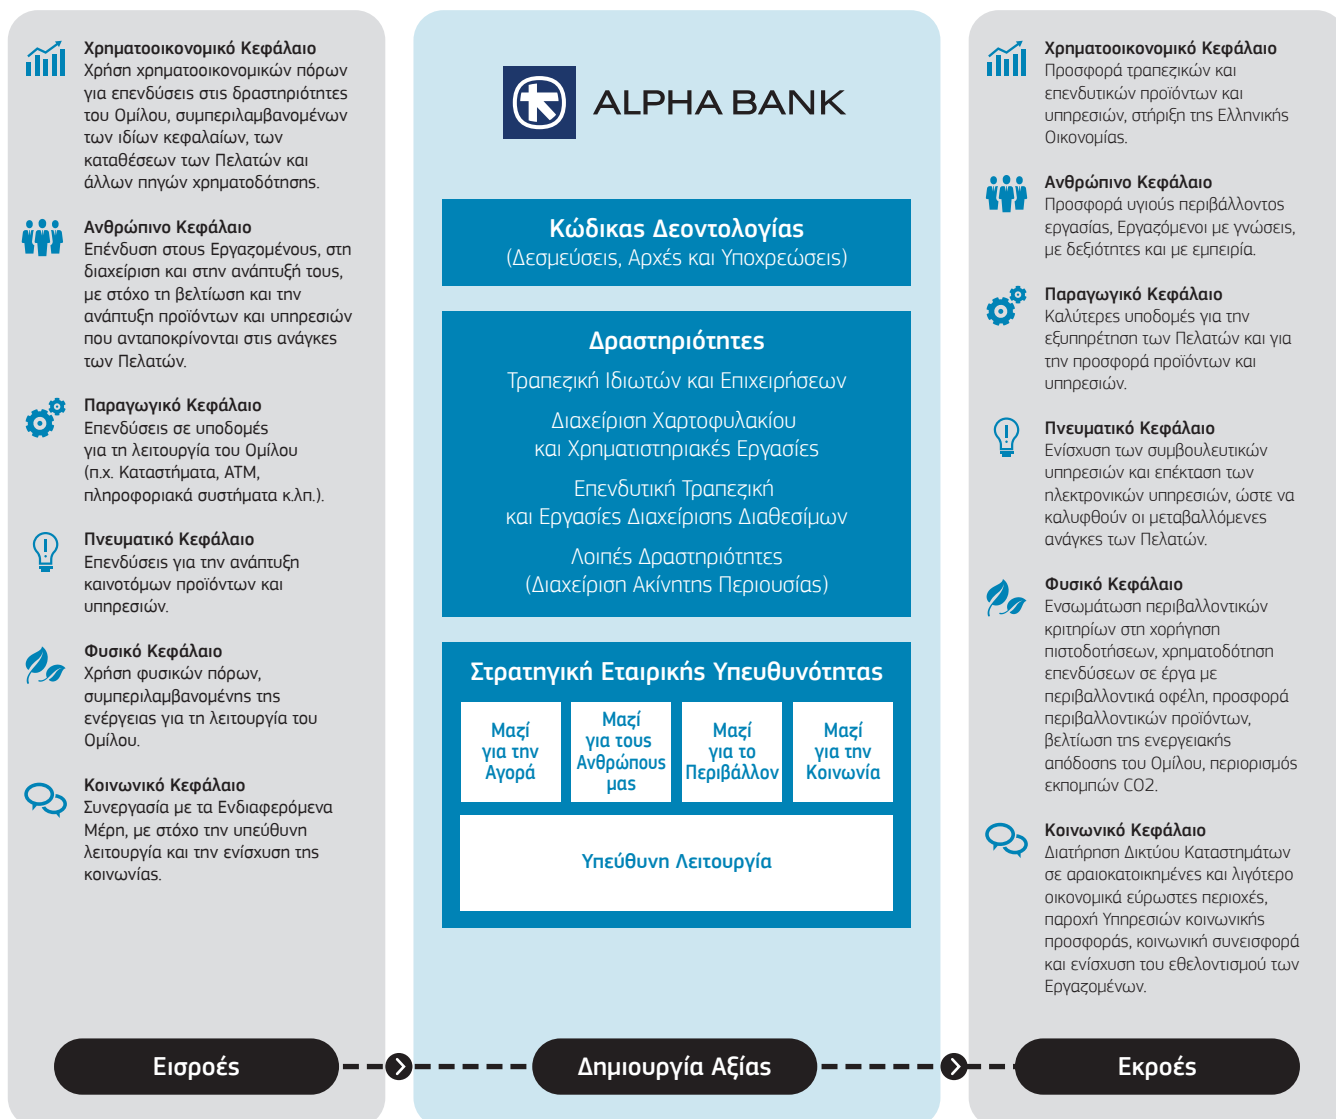 Χρηματοοικονομικό Κεφάλαιο
Χρήση χρηματοοικονομικών πόρων
για επενδύσεις στις δραστηριότητες
του Ομίλου, συμπεριλαμβανομένων
των ιδίων κεφαλαίων, των
καταθέσεων των Πελατών και
άλλων πηγών χρηματοδότησης.
Ανθρώπινο Κεφάλαιο
Επένδυση στους Εργαζομένους, στη
διαχείριση και στην ανάπτυξή τους,
με στόχο τη βελτίωση και την
ανάπτυξη προϊόντων και υπηρεσιών
που ανταποκρίνονται στις ανάγκες
των Πελατών.
Παραγωγικό Κεφάλαιο
Επενδύσεις σε υποδομές
για τη λειτουργία του Ομίλου
(π.χ. Καταστήματα, ΑΤΜ,
πληροφοριακά συστήματα κ.λπ.).
Πνευματικό Κεφάλαιο
Επενδύσεις για την ανάπτυξη
καινοτόμων προϊόντων και
υπηρεσιών.
Φυσικό Κεφάλαιο
Χρήση φυσικών πόρων,
συμπεριλαμβανομένης της
ενέργειας για τη λειτουργία του
Ομίλου.
Κοινωνικό Κεφάλαιο
Συνεργασία με τα Ενδιαφερόμενα
Μέρη, με στόχο την υπεύθυνη
λειτουργία και την ενίσχυση της
κοινωνίας.
Εισροές
ALPHA BANK
Κώδικας Δεοντολογίας
(Δεσμεύσεις, Αρχές και Υποχρεώσεις)
Δραστηριότητες
Τραπεζική Ιδιωτών και Επιχειρήσεων
Διαχείριση Χαρτοφυλακίου
και Χρηματιστηριακές Εργασίες
Επενδυτική Τραπεζική
και Εργασίες Διαχείρισης Διαθεσίμων
Λοιπές Δραστηριότητες
(Διαχείριση Ακίνητης Περιουσίας)
Στρατηγική Εταιρικής Υπευθυνότητας
Μαζί
για την
Αγορά
Μαζί
για τους
Ανθρώπους
μας
Μαζί
για το
Περιβάλλον
Μαζί
για την
Κοινωνία
Υπεύθυνη Λειτουργία
Δημιουργία Αξίας
Χρηματοοικονομικό Κεφάλαιο
Προσφορά τραπεζικών και
επενδυτικών προϊόντων και
υπηρεσιών, στήριξη της Ελληνικής
Οικονομίας.
Ανθρώπινο Κεφάλαιο
Προσφορά υγιούς περιβάλλοντος
εργασίας, Εργαζόμενοι με γνώσεις,
με δεξιότητες και με εμπειρία.
Παραγωγικό Κεφάλαιο
Καλύτερες υποδομές για την
εξυπηρέτηση των Πελατών και για
την προσφορά προϊόντων και
υπηρεσιών.
Πνευματικό Κεφάλαιο
Ενίσχυση των συμβουλευτικών
υπηρεσιών και επέκταση των
ηλεκτρονικών υπηρεσιών, ώστε να
καλυφθούν οι μεταβαλλόμενες
ανάγκες των Πελατών.
Φυσικό Κεφάλαιο
Ενσωμάτωση περιβαλλοντικών
κριτηρίων στη χορήγηση
πιστοδοτήσεων, χρηματοδότηση
επενδύσεων σε έργα με
περιβαλλοντικά οφέλη, προσφορά
περιβαλλοντικών προϊόντων,
βελτίωση της ενεργειακής
απόδοσης του Ομίλου, περιορισμός
εκπομπών CO2.
Κοινωνικό Κεφάλαιο
Διατήρηση Δικτύου Καταστημάτων
σε αραιοκατοικημένες και λιγότερο
οικονομικά εύρωστες περιοχές,
παροχή Υπηρεσιών κοινωνικής
προσφοράς, κοινωνική συνεισφορά
και ενίσχυση του εθελοντισμού των
Εργαζομένων.
Εκροές